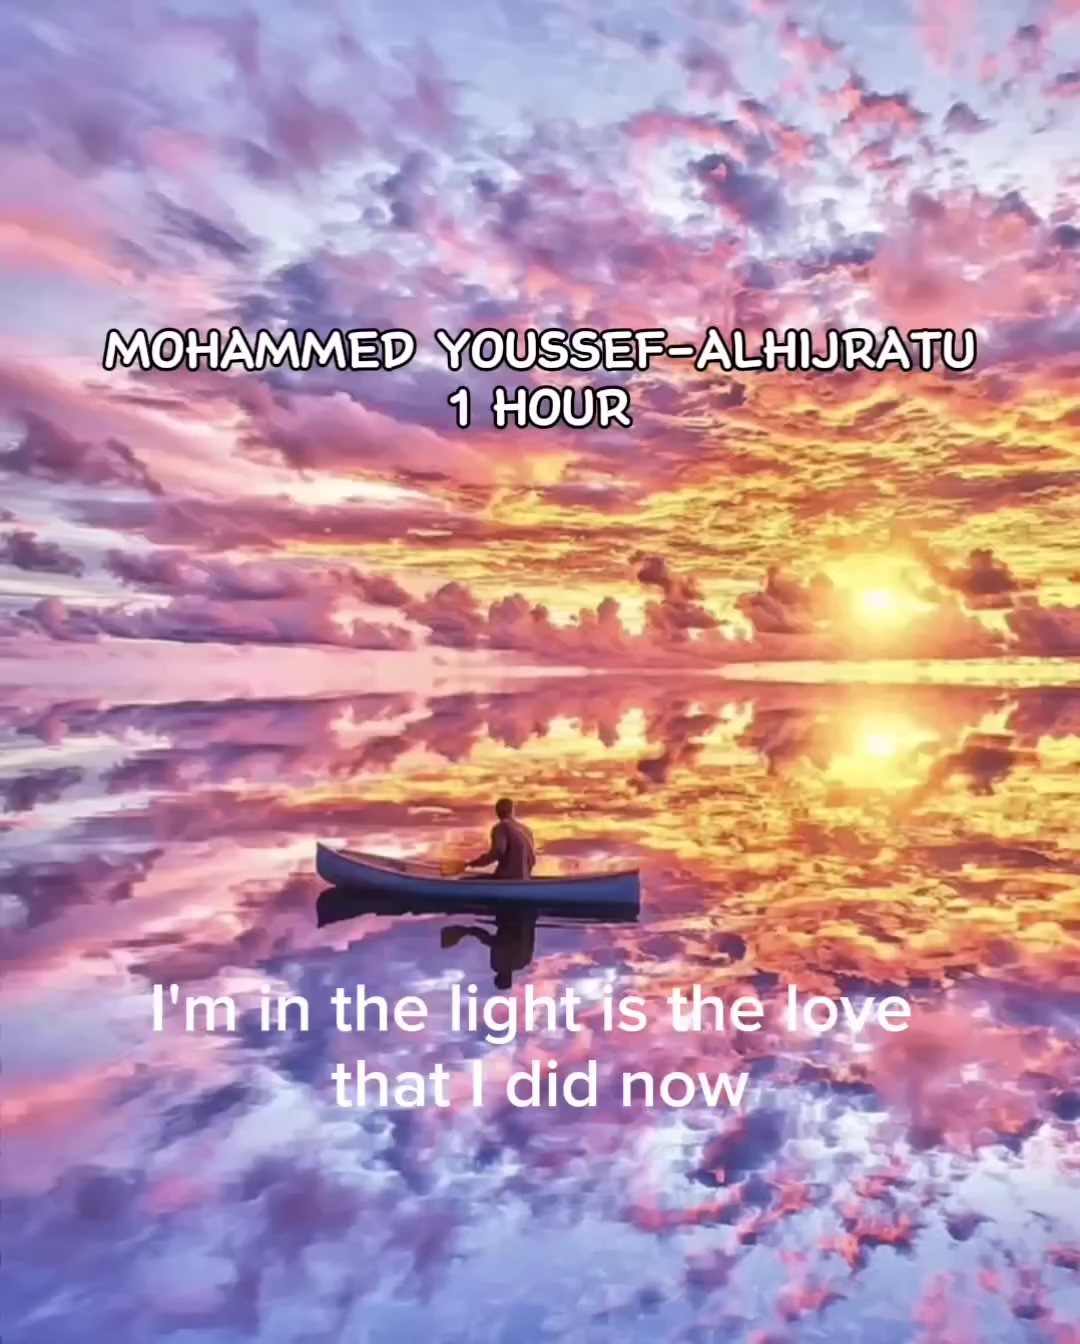 MOHAMMED YOUSSEF-ALHIJRATU
1 HOUR
I'm in the light is the love
that I did now